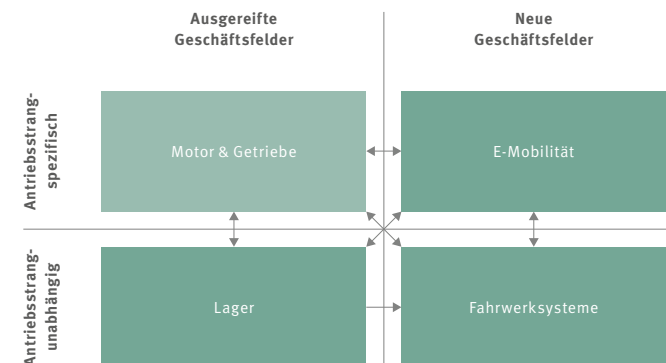 Ausgereifte
Geschäftsfelder
Neue
Geschäftsfelder
Antriebsstrang-
spezifisch
Motor & Getriebe
E-Mobilität
Antriebsstrang-
unabhängig
Lager
Fahrwerksysteme